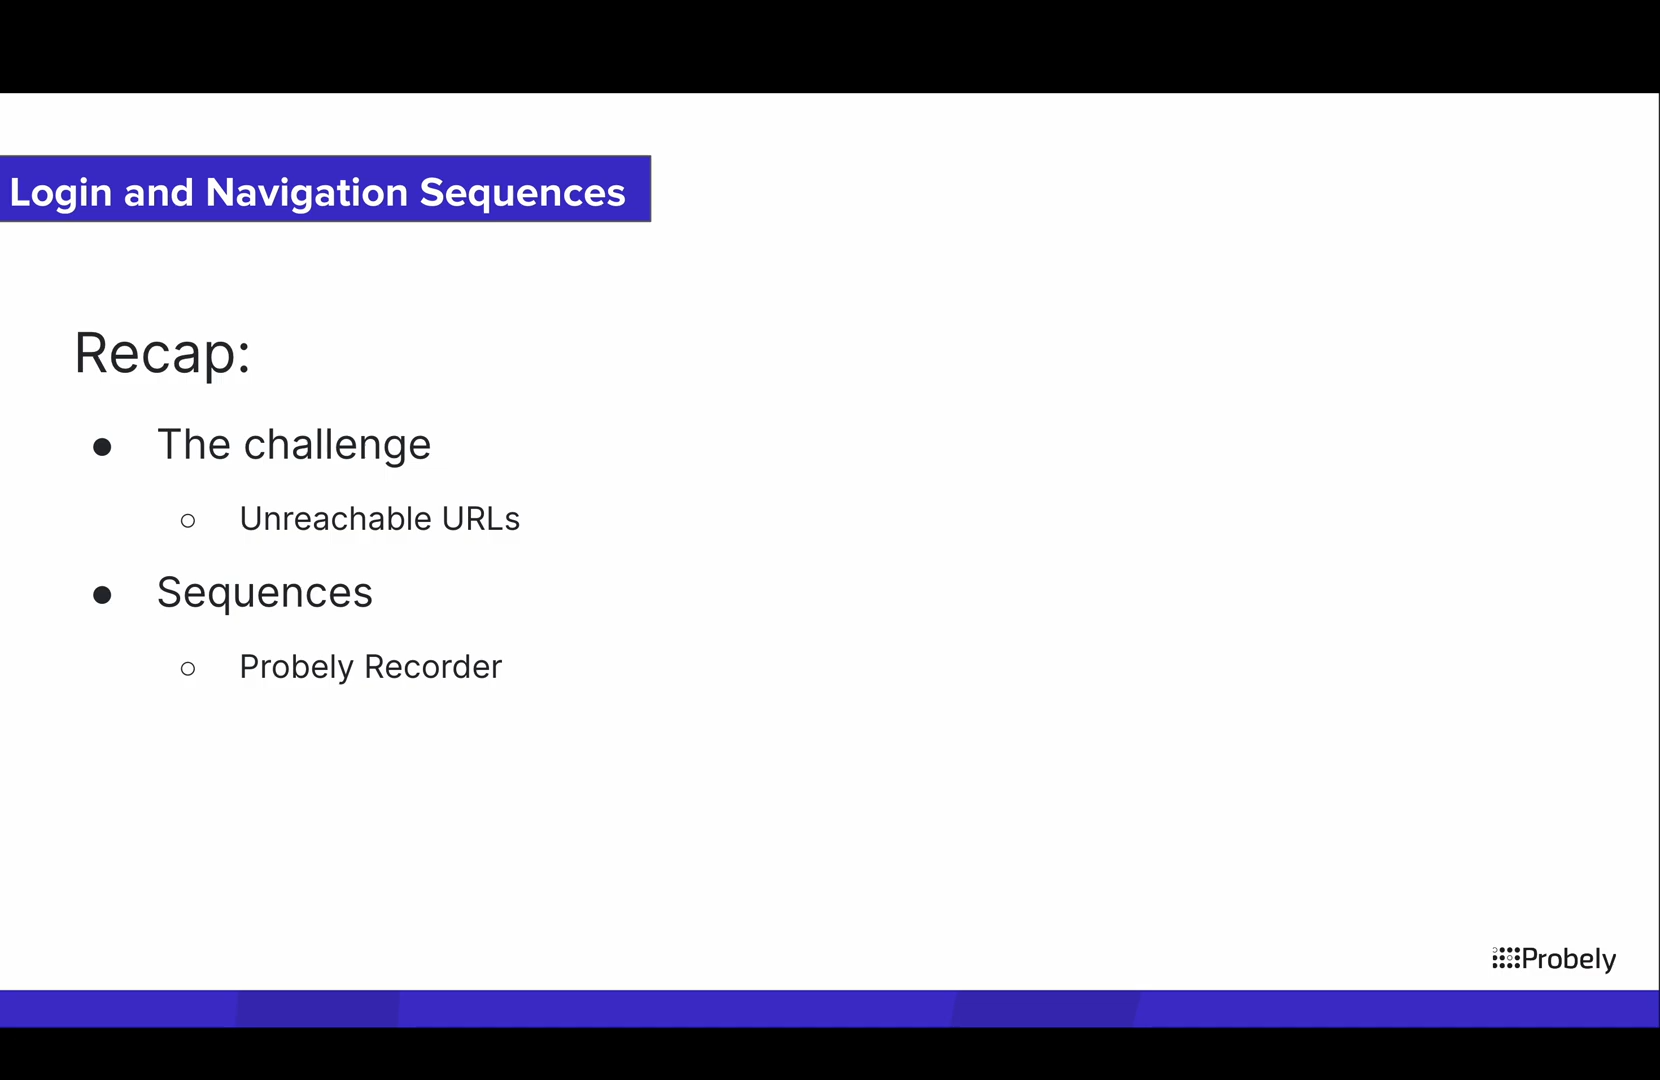 Login and Navigation Sequences
Recap:
● The challenge
○ Unreachable URLs
● Sequences
○ Probely Recorder
Probely